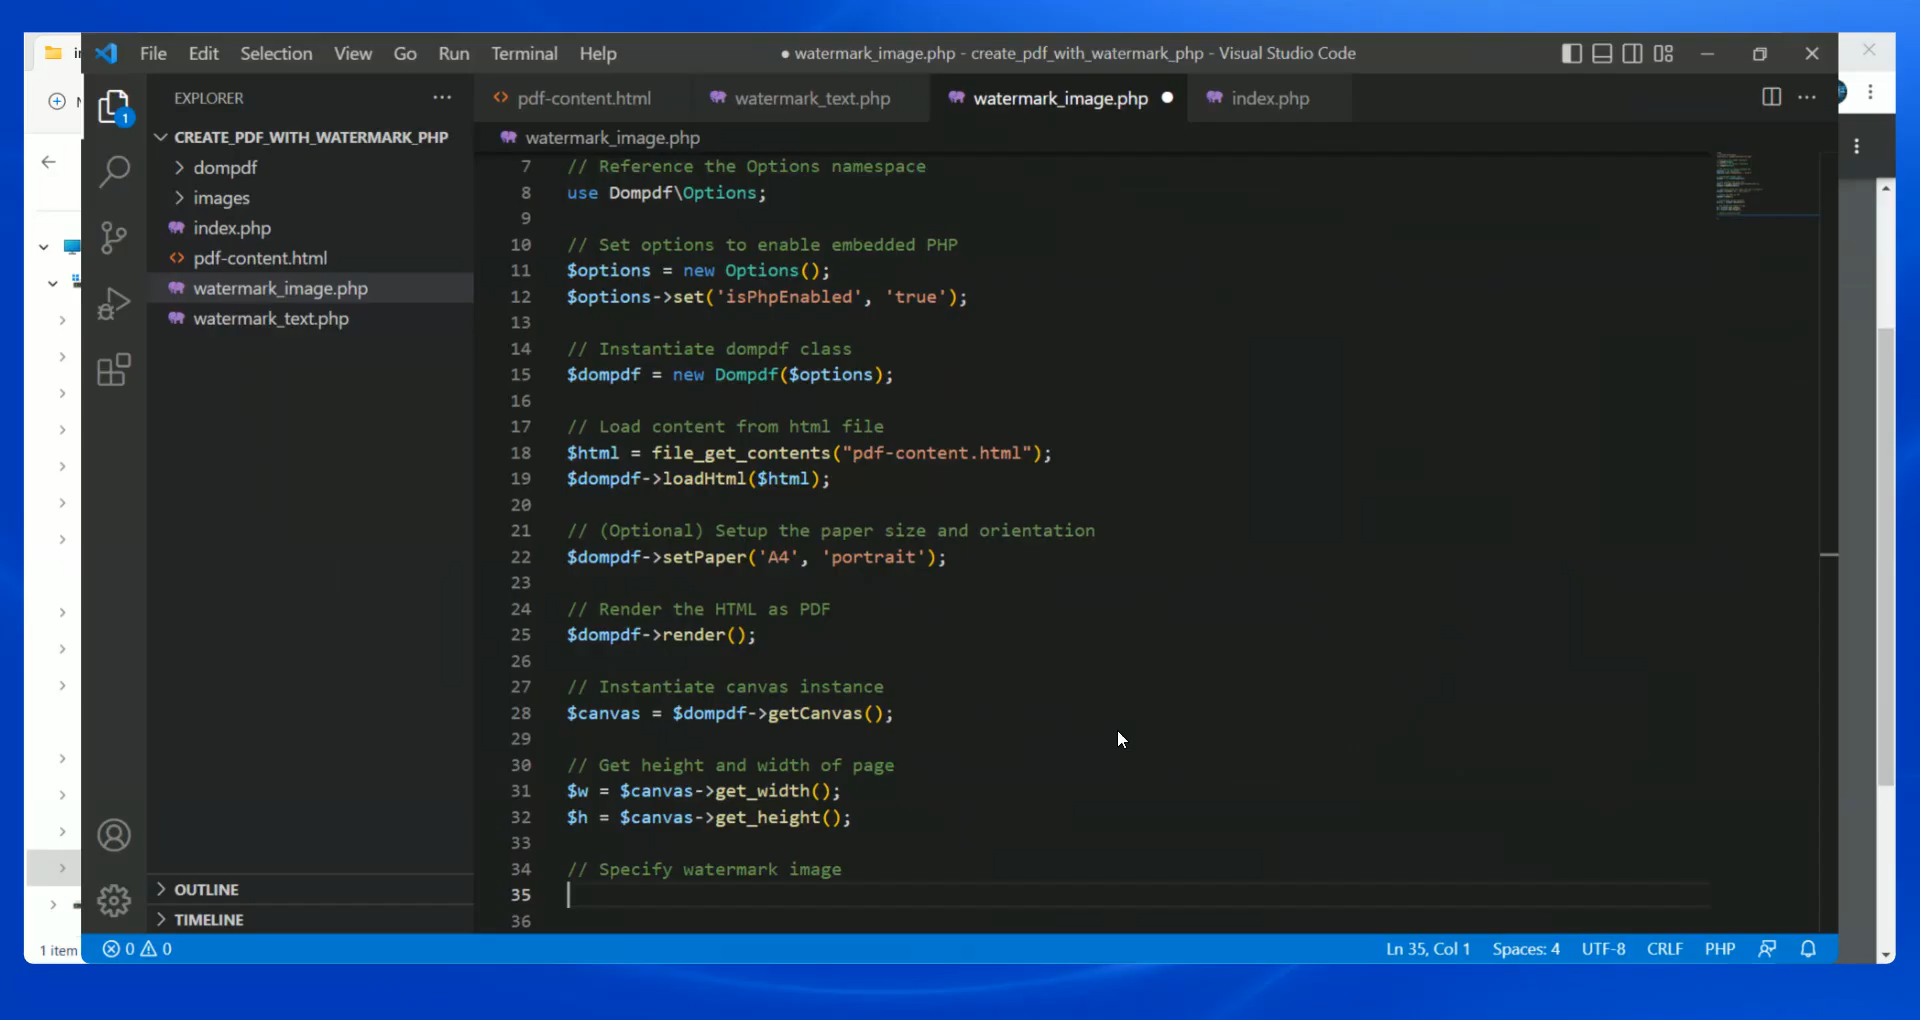 File Edit Selection View Go Run Terminal Help
● watermark_image.php - create_pdf_with_watermark_php - Visual Studio Code
EXPLORER
1
CREATE_PDF_WITH_WATERMARK_PHP
dompdf
images
index.php
pdf-content.html
watermark_image.php
watermark_text.php
OUTLINE
TIMELINE
pdf-content.html watermark_text.php watermark_image.php index.php
watermark_image.php
7 // Reference the Options namespace
8 use Dompdf\Options;
9
10 // Set options to enable embedded PHP
11 $options = new Options();
12 $options->set('isPhpEnabled', 'true');
13
14 // Instantiate dompdf class
15 $dompdf = new Dompdf($options);
16
17 // Load content from html file
18 $html = file_get_contents("pdf-content.html");
19 $dompdf->loadHtml($html);
20
21 // (Optional) Setup the paper size and orientation
22 $dompdf->setPaper('A4', 'portrait');
23
24 // Render the HTML as PDF
25 $dompdf->render();
26
27 // Instantiate canvas instance
28 $canvas = $dompdf->getCanvas();
29
30 // Get height and width of page
31 $w = $canvas->get_width();
32 $h = $canvas->get_height();
33
34 // Specify watermark image
35
36
1 item
0 0
Ln 35, Col 1 Spaces: 4 UTF-8 CRLF PHP